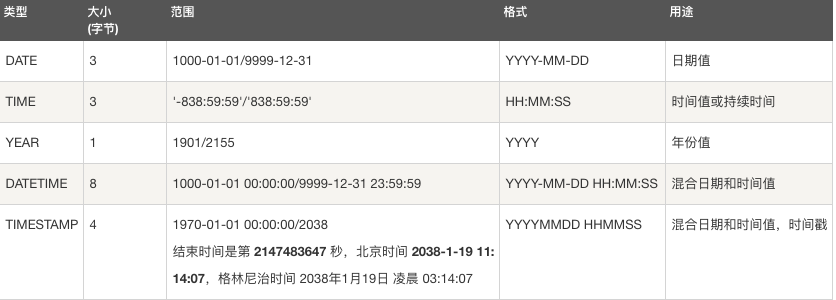 类型 大小 范围 格式 用途
(字节)
DATE 3 1000-01-01/9999-12-31 YYYY-MM-DD 日期值
TIME 3 '-838:59:59'/'838:59:59' HH:MM:SS 时间值或持续时间
YEAR 1 1901/2155 YYYY 年份值
DATETIME 8 1000-01-01 00:00:00/9999-12-31 23:59:59 YYYY-MM-DD HH:MM:SS 混合日期和时间值
TIMESTAMP 4 1970-01-01 00:00:00/2038 YYYYMMDD HHMMSS 混合日期和时间值，时间戳
结束时间是第 2147483647 秒，北京时间 2038-1-19 11:
14:07，格林尼治时间 2038年1月19日 凌晨 03:14:07